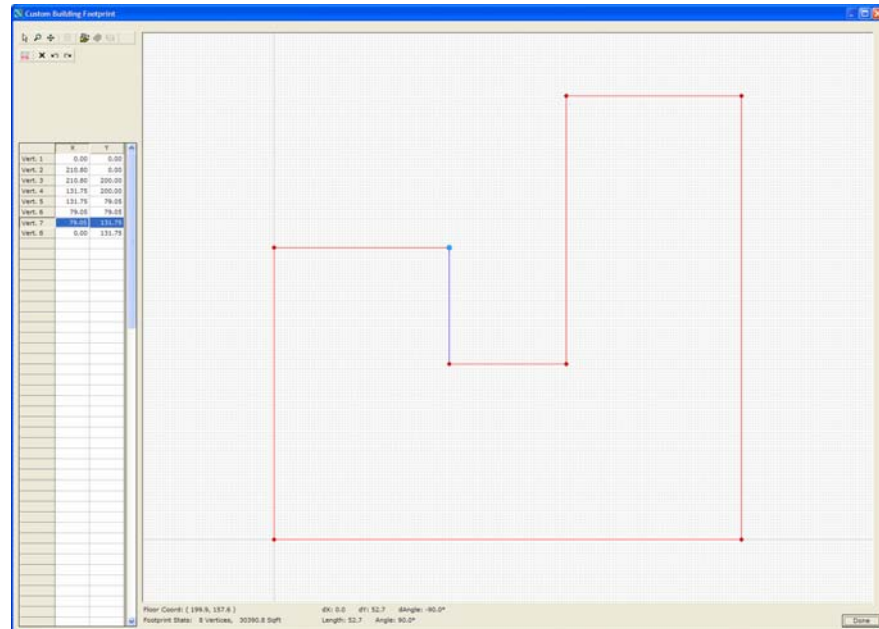 Custom Building Footprint
X Y
Vert. 1 0.00 0.00
Vert. 2 210.80 0.00
Vert. 3 210.80 200.00
Vert. 4 131.75 200.00
Vert. 5 131.75 79.05
Vert. 6 79.05 79.05
Vert. 7 79.05 131.75
Vert. 8 0.00 131.75
Floor Coord: ( 199.9, 157.6 ) dX: 0.0 dY: 52.7 dAngle: -90.0°
Footprint Stats: 8 Vertices, 30390.8 SqFt Length: 52.7 Angle: 90.0°
Done